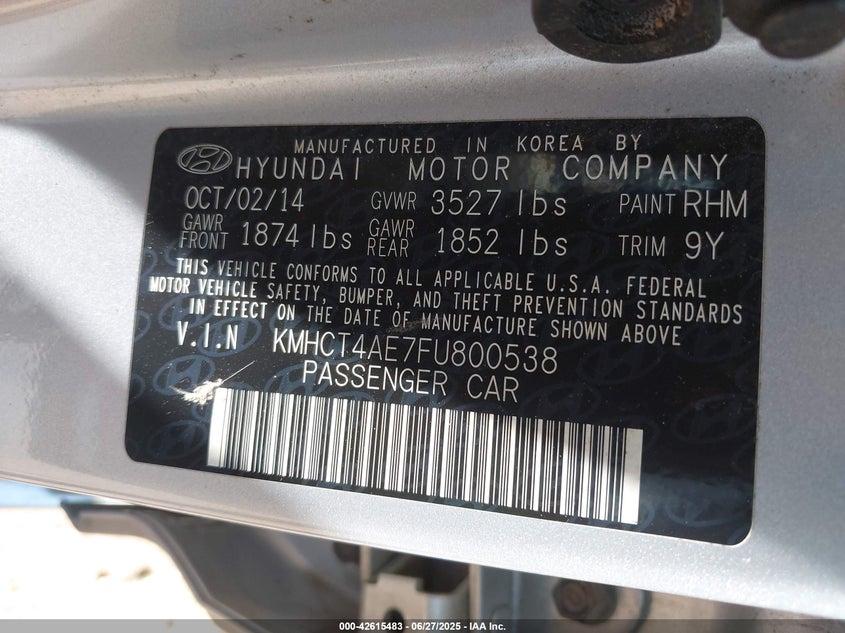 MANUFACTURED IN KOREA BY
HYUNDAI MOTOR COMPANY
OCT/02/14 GVWR 3527 lbs PAINT RHM
GAWR FRONT 1874 lbs GAWR REAR 1852 lbs TRIM 9Y
THIS VEHICLE CONFORMS TO ALL APPLICABLE U.S.A. FEDERAL
MOTOR VEHICLE SAFETY, BUMPER, AND THEFT PREVENTION STANDARDS
IN EFFECT ON THE DATE OF MANUFACTURE SHOWN ABOVE
V.I.N KMHCT4AE7FU800538
PASSENGER CAR
000-42615483 - 06/27/2025 - IAA Inc.